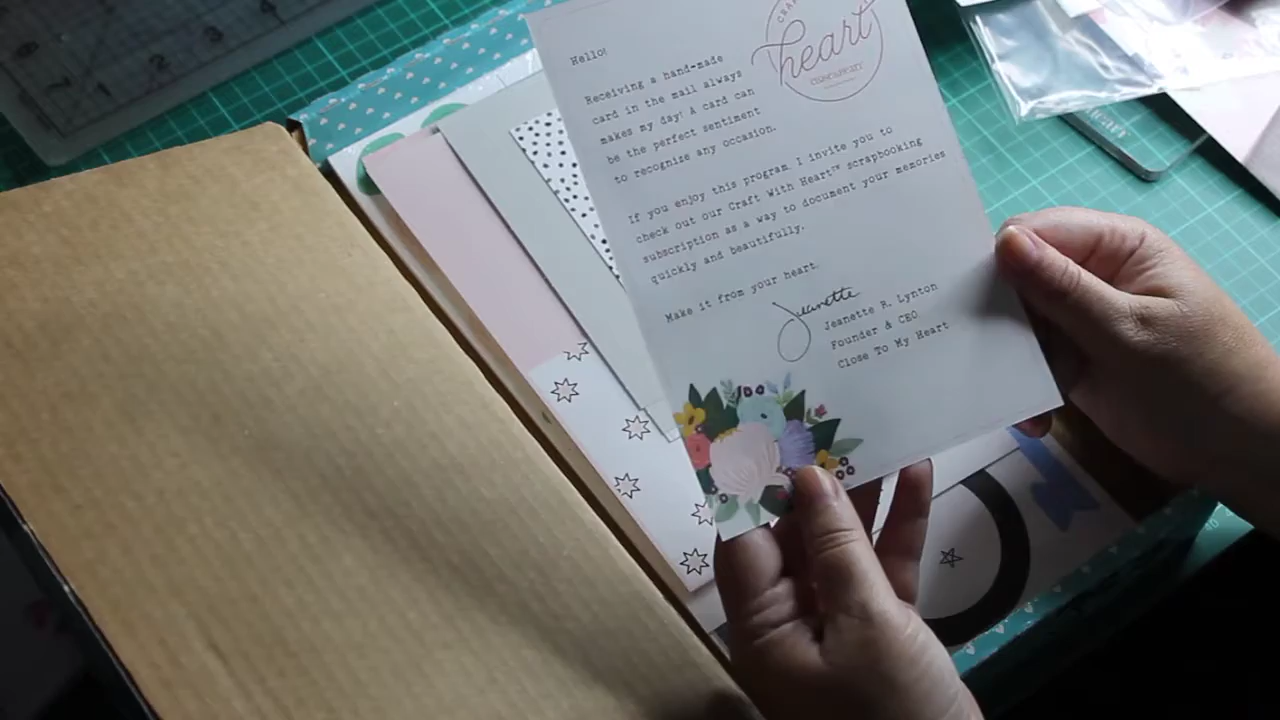 Hello!
heart
Receiving a hand-made
card in the mail always
makes my day! A card can
be the perfect sentiment
to recognize any occasion.
If you enjoy this program I invite you to
check out our Craft With Heart™ scrapbooking
subscription as a way to document your memories
quickly and beautifully.
Make it from your heart.
Jeanette
Jeanette R. Lynton
Founder & CEO
Close To My Heart